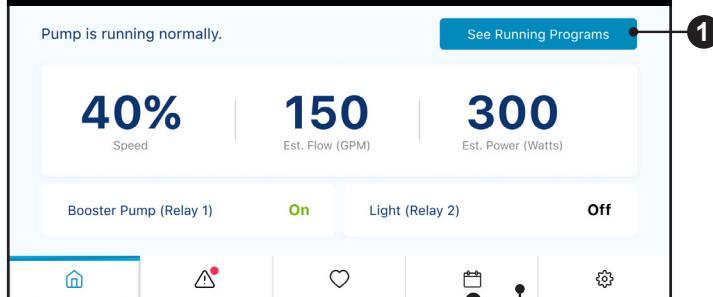 Pump is running normally.
See Running Programs
1
40%
150
300
Speed
Est. Flow (GPM)
Est. Power (Watts)
Booster Pump (Relay 1)
On
Light (Relay 2)
Off